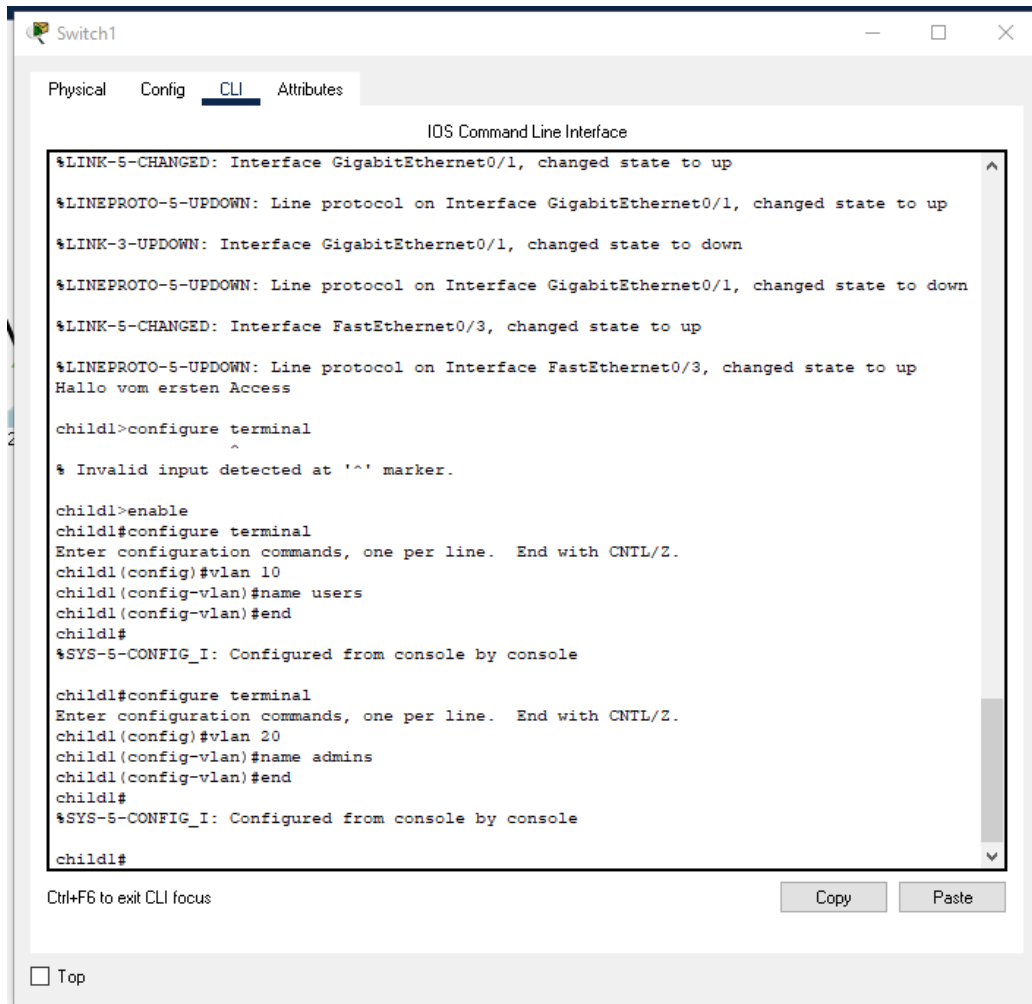 Switch1
Physical Config CLI Attributes
IOS Command Line Interface
%LINK-5-CHANGED: Interface GigabitEthernet0/1, changed state to up
%LINEPROTO-5-UPDOWN: Line protocol on Interface GigabitEthernet0/1, changed state to up
%LINK-3-UPDOWN: Interface GigabitEthernet0/1, changed state to down
%LINEPROTO-5-UPDOWN: Line protocol on Interface GigabitEthernet0/1, changed state to down
%LINK-5-CHANGED: Interface FastEthernet0/3, changed state to up
%LINEPROTO-5-UPDOWN: Line protocol on Interface FastEthernet0/3, changed state to up
Hallo vom ersten Access
child1>configure terminal
^
% Invalid input detected at '^' marker.
child1>enable
child1#configure terminal
Enter configuration commands, one per line. End with CNTL/Z.
child1(config)#vlan 10
child1(config-vlan)#name users
child1(config-vlan)#end
child1#
%SYS-5-CONFIG_I: Configured from console by console
child1#configure terminal
Enter configuration commands, one per line. End with CNTL/Z.
child1(config)#vlan 20
child1(config-vlan)#name admins
child1(config-vlan)#end
child1#
%SYS-5-CONFIG_I: Configured from console by console
child1#
Ctrl+F6 to exit CLI focus
Copy Paste
Top
2